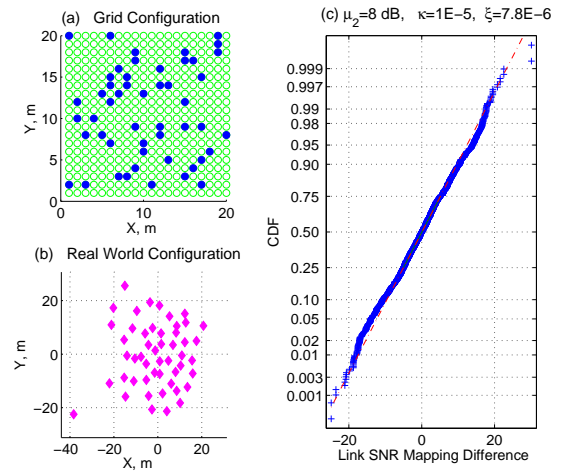 (a) Grid Configuration
20
15
10
5
0
Y, m
0 10 20
X, m
(b) Real World Configuration
20
0
−20
Y, m
−40 −20 0 20
X, m
(c) μ2=8 dB, κ=1E-5, ξ=7.8E-6
0.999
0.997
0.99
0.98
0.95
0.90
0.75
0.50
0.25
0.10
0.05
0.02
0.01
0.003
0.001
CDF
−20 0 20
Link SNR Mapping Difference